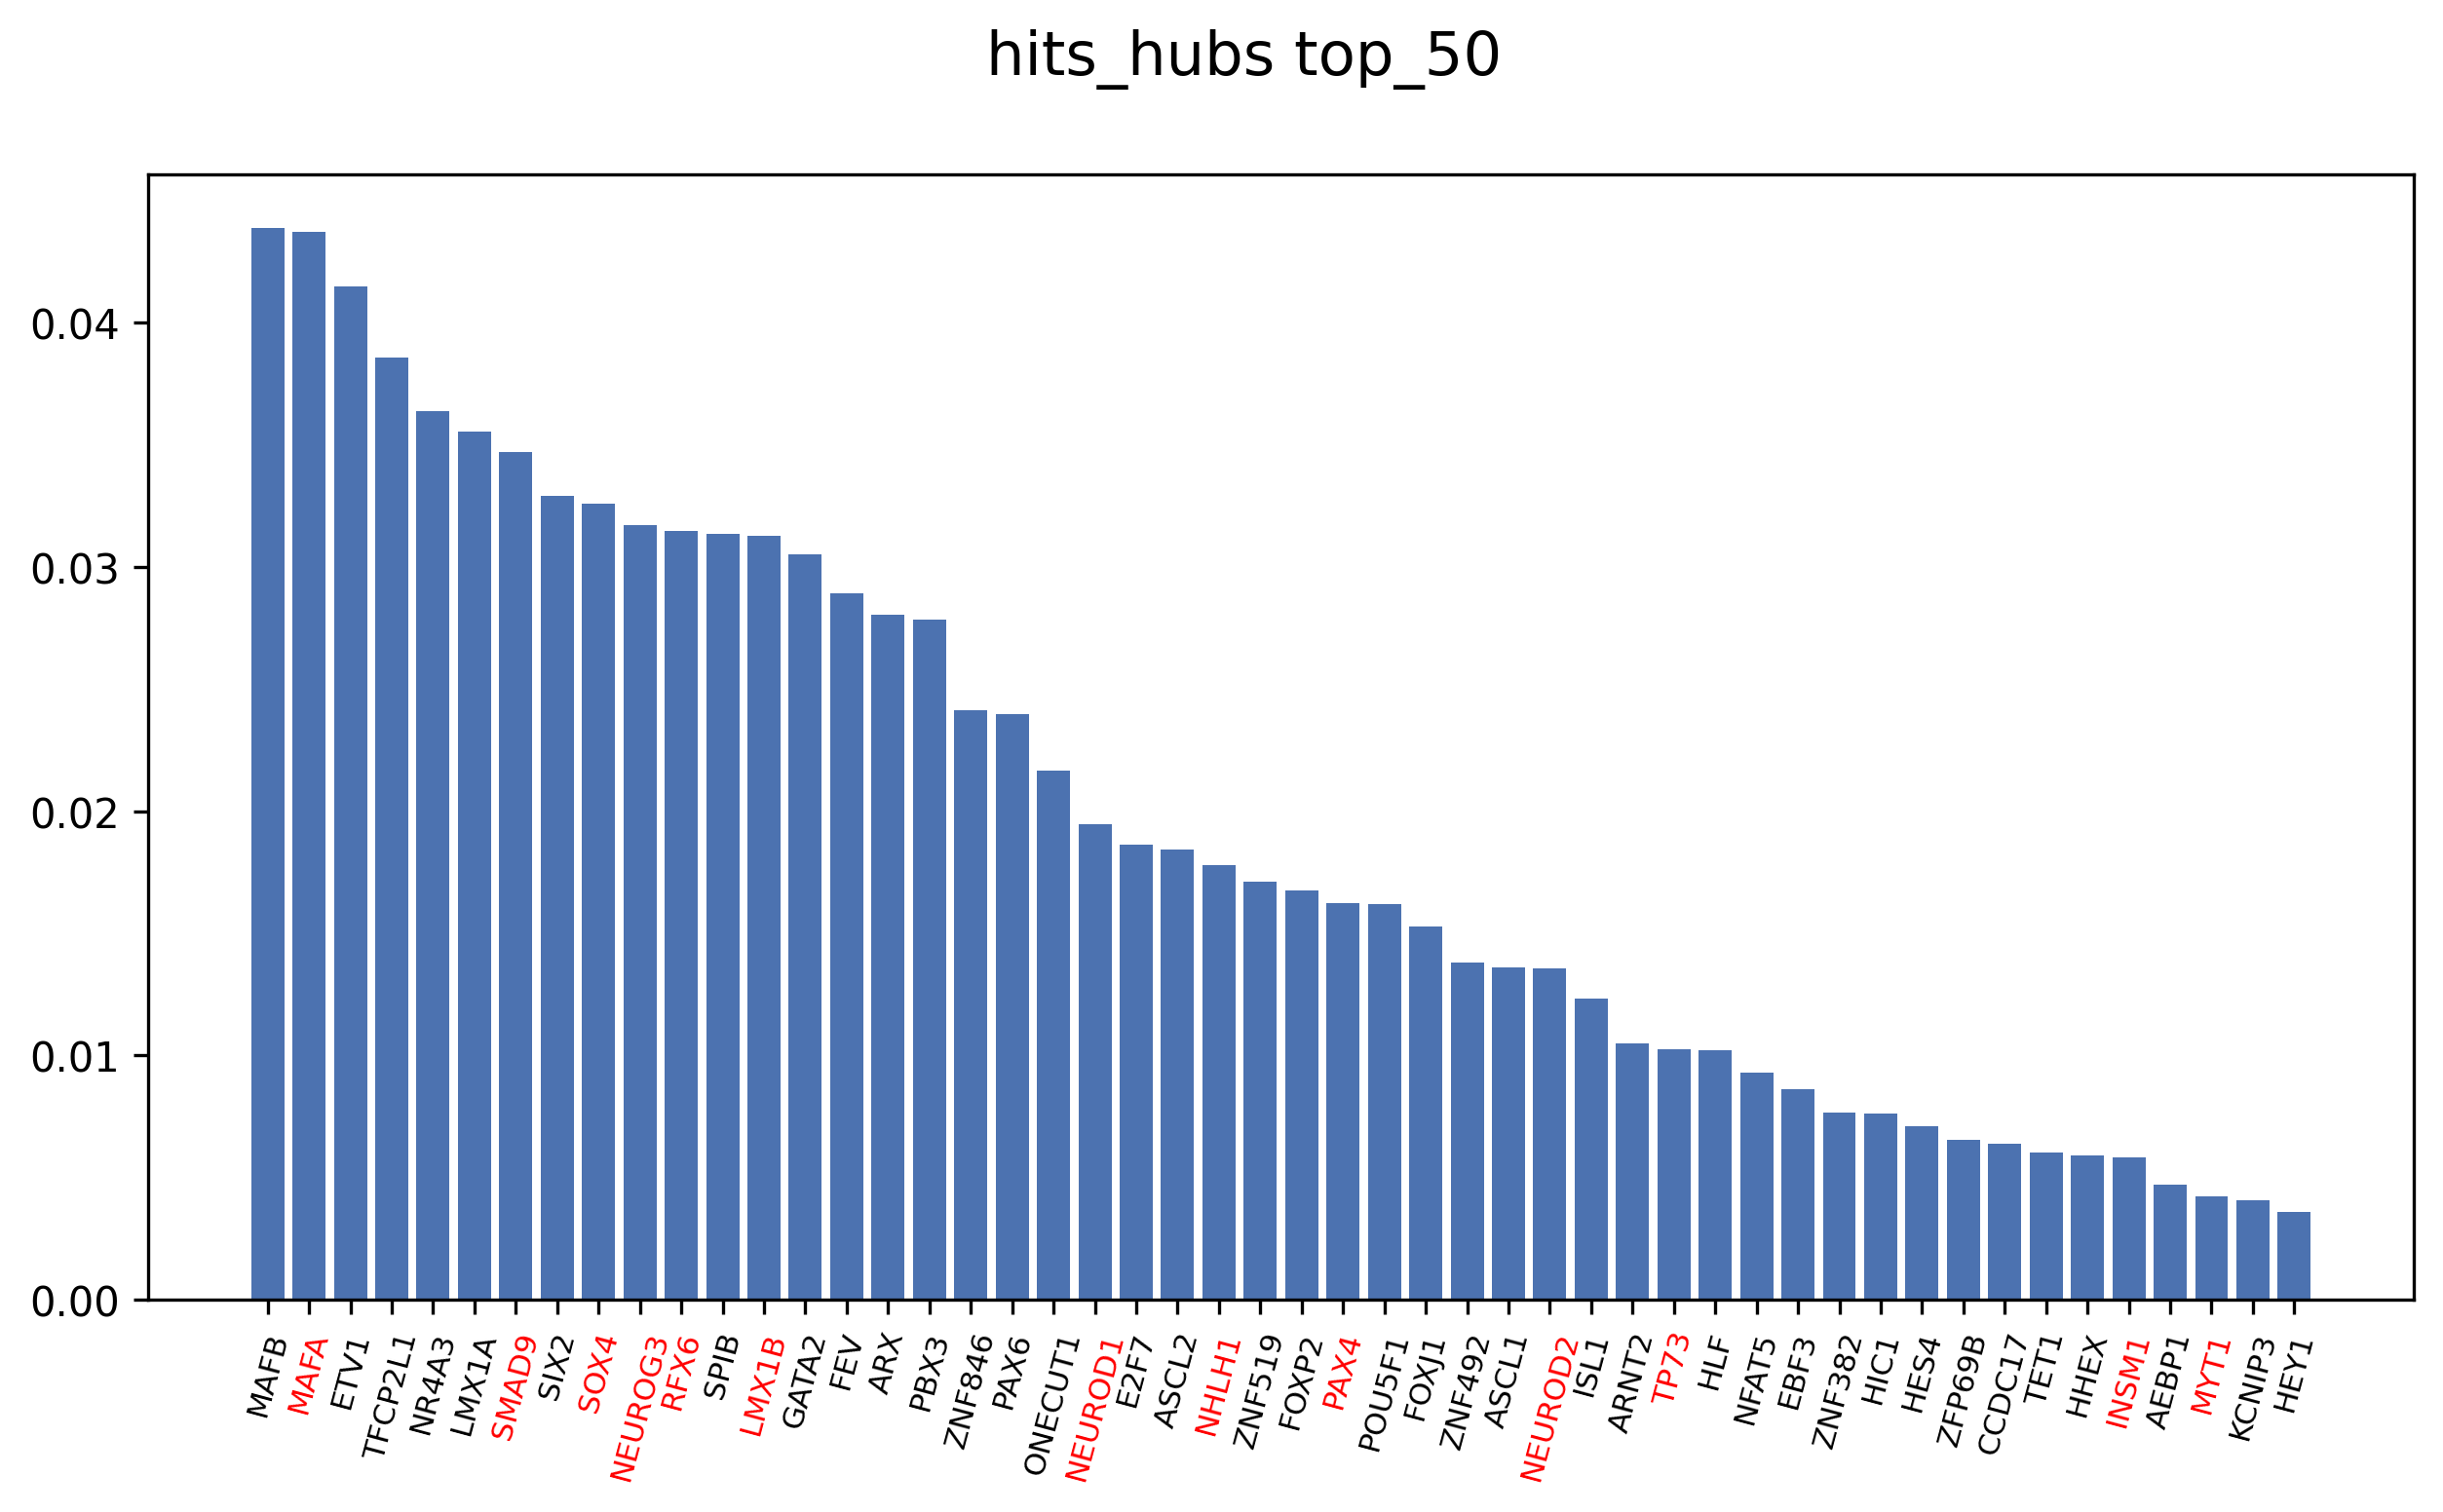 hits_hubs top_50
0.04
0.03
0.02
0.01
0.00
MAFB
MAFA
ETV1
TFCP2L1
NR4A3
LMX1A
SMAD9
SIX2
SOX4
NEUROG3
RFX6
SPIB
LMX1B
GATA2
FEV
ARX
PBX3
ZNF846
PAX6
ONECUT1
NEUROD1
E2F7
ASCL2
NHLH1
ZNF519
FOXP2
PAX4
POU5F1
FOXJ1
ZNF492
ASCL1
NEUROD2
ISL1
ARNT2
TP73
HLF
NFAT5
EBF3
ZNF382
HIC1
HES4
ZFP69B
CCDC17
TET1
HHEX
INSM1
AEBP1
MYT1
KCNIP3
HEY1